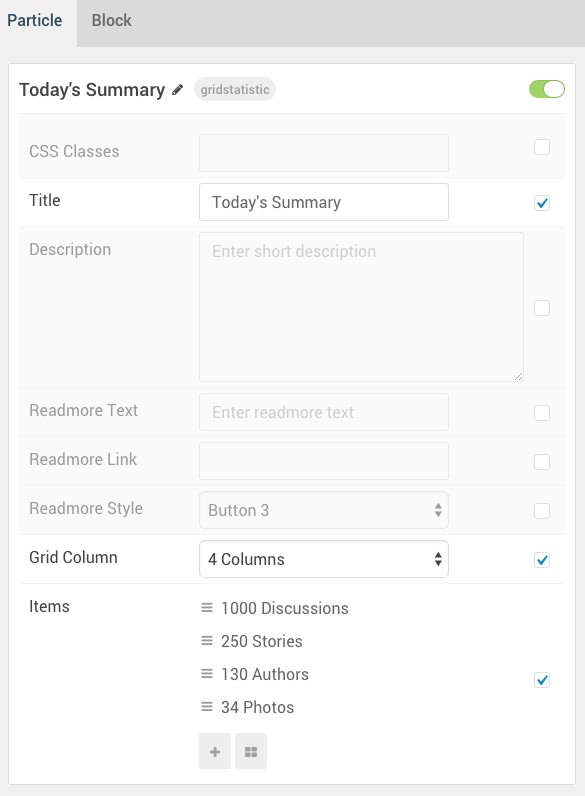 Particle Block
Today's Summary gridstatistic
CSS Classes
Title Today's Summary
Description Enter short description
Readmore Text Enter readmore text
Readmore Link
Readmore Style Button 3
Grid Column 4 Columns
Items 1000 Discussions
250 Stories
130 Authors
34 Photos